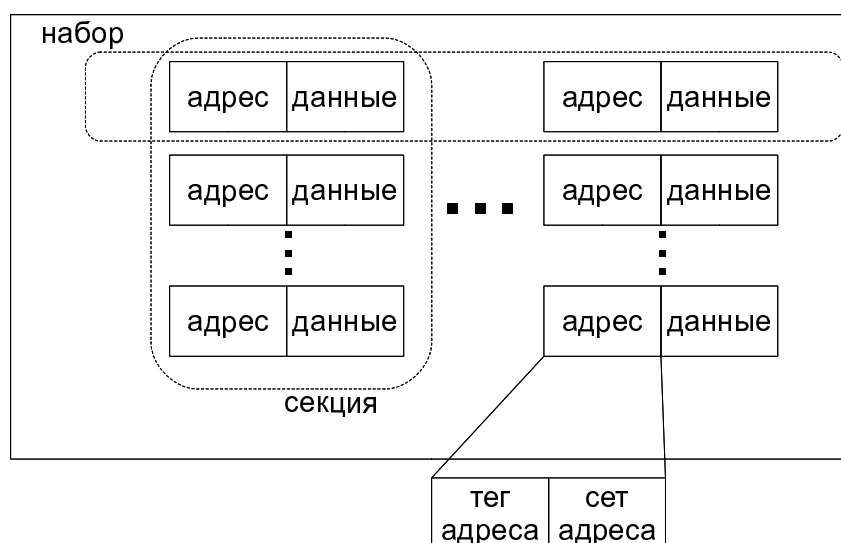 набор
адрес данные адрес данные
адрес данные адрес данные
адрес данные адрес данные
секция
тег сет
адреса адреса